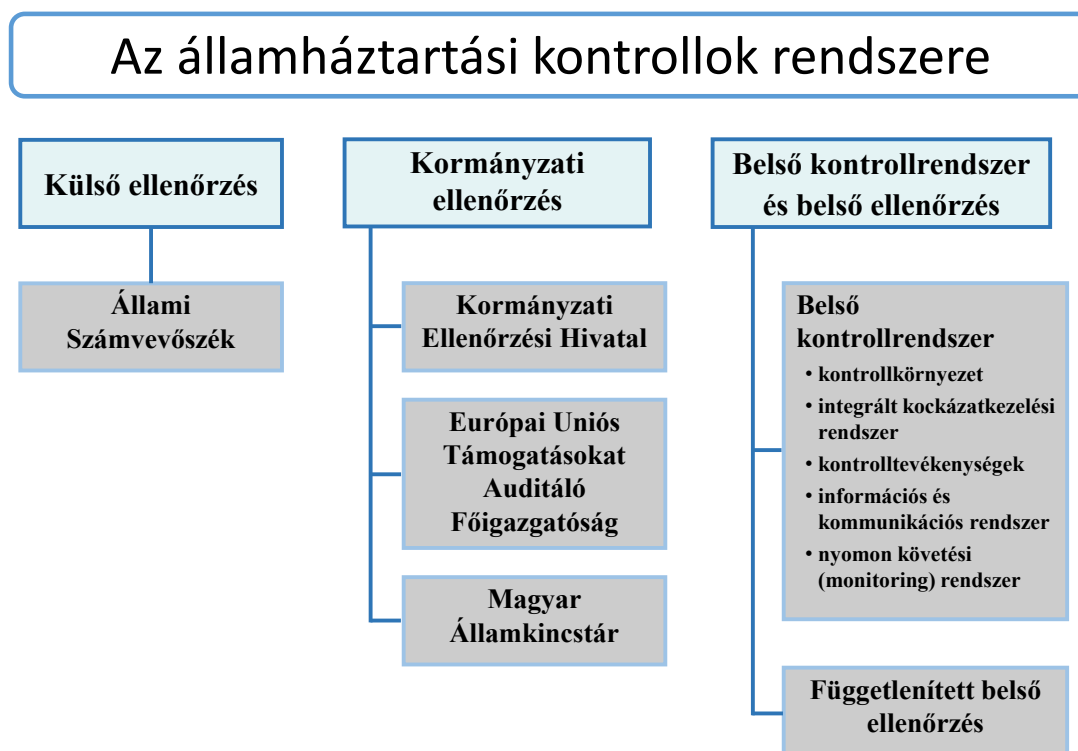 Az államháztartási kontrollok rendszere
Külső ellenőrzés
Állami
Számvevőszék
Kormányzati
ellenőrzés
Kormányzati
Ellenőrzési Hivatal
Európai Uniós
Támogatásokat
Auditáló
Főigazgatóság
Magyar
Államkincstár
Belső kontrollrendszer
és belső ellenőrzés
Belső
kontrollrendszer
• kontrollkörnyezet
• integrált kockázatkezelési
rendszer
• kontrolltevékenységek
• információs és
kommunikációs rendszer
• nyomon követési
(monitoring) rendszer
Függetlenített belső
ellenőrzés